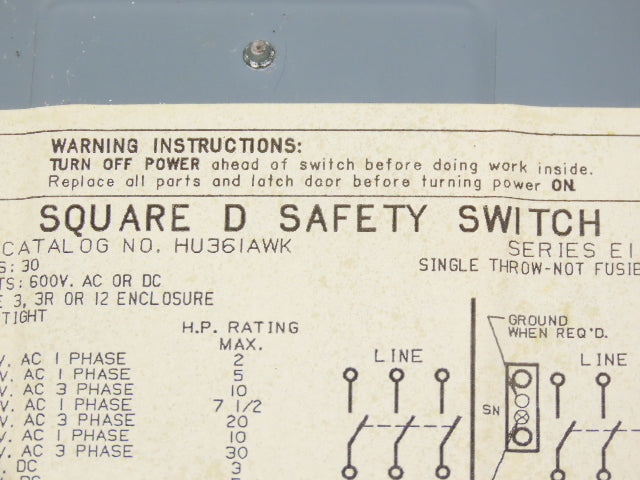 WARNING INSTRUCTIONS:
TURN OFF POWER ahead of switch before doing work inside.
Replace all parts and latch door before turning power ON.
SQUARE D SAFETY SWITCH
CATALOG NO. HU361AWK
SERIES E1
S: 30
SINGLE THROW-NOT FUSIB
TS: 600V. AC OR DC
E 3, 3R OR 12 ENCLOSURE
TIGHT
H.P. RATING
MAX.
V. AC 1 PHASE 2
V. AC 1 PHASE 5
V. AC 3 PHASE 10
V. AC 1 PHASE 7 1/2
V. AC 3 PHASE 20
V. AC 1 PHASE 10
V. AC 3 PHASE 30
. DC 3
LINE
GROUND
WHEN REQ'D.
LINE
SN